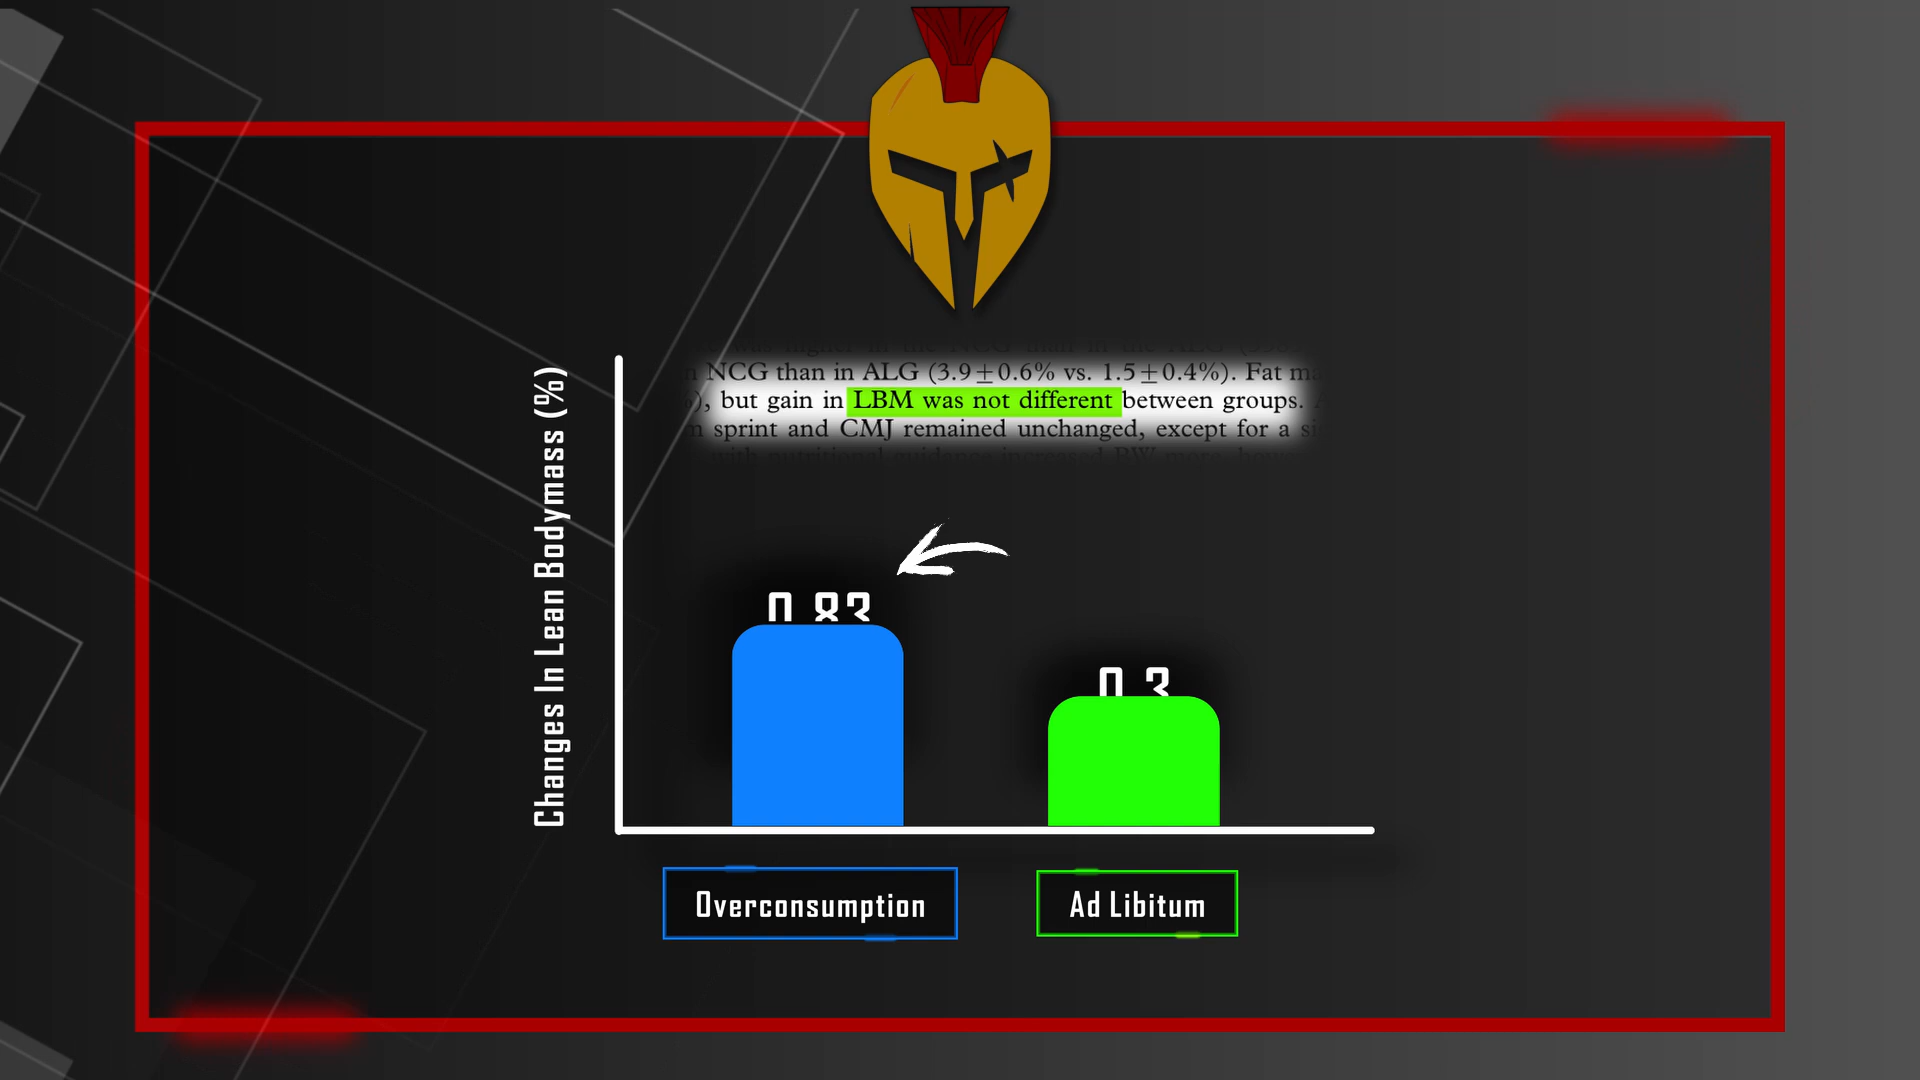 NCG than in ALG (3.9±0.6% vs. 1.5±0.4%). Fat
, but gain in LBM was not different between groups.
sprint and CMJ remained unchanged, except for a
Changes In Lean Bodymass (%)
0.83
0.3
Overconsumption
Ad Libitum